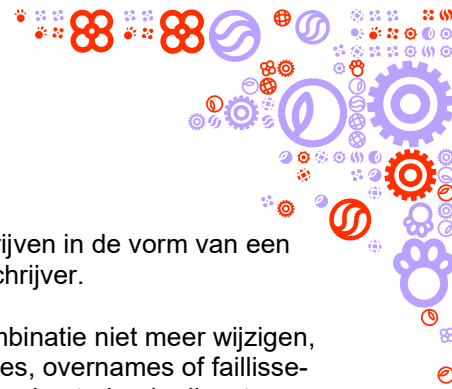 rijven in de vorm van een
chrijver.
mbinatie niet meer wijzigen,
es, overnames of faillisse-